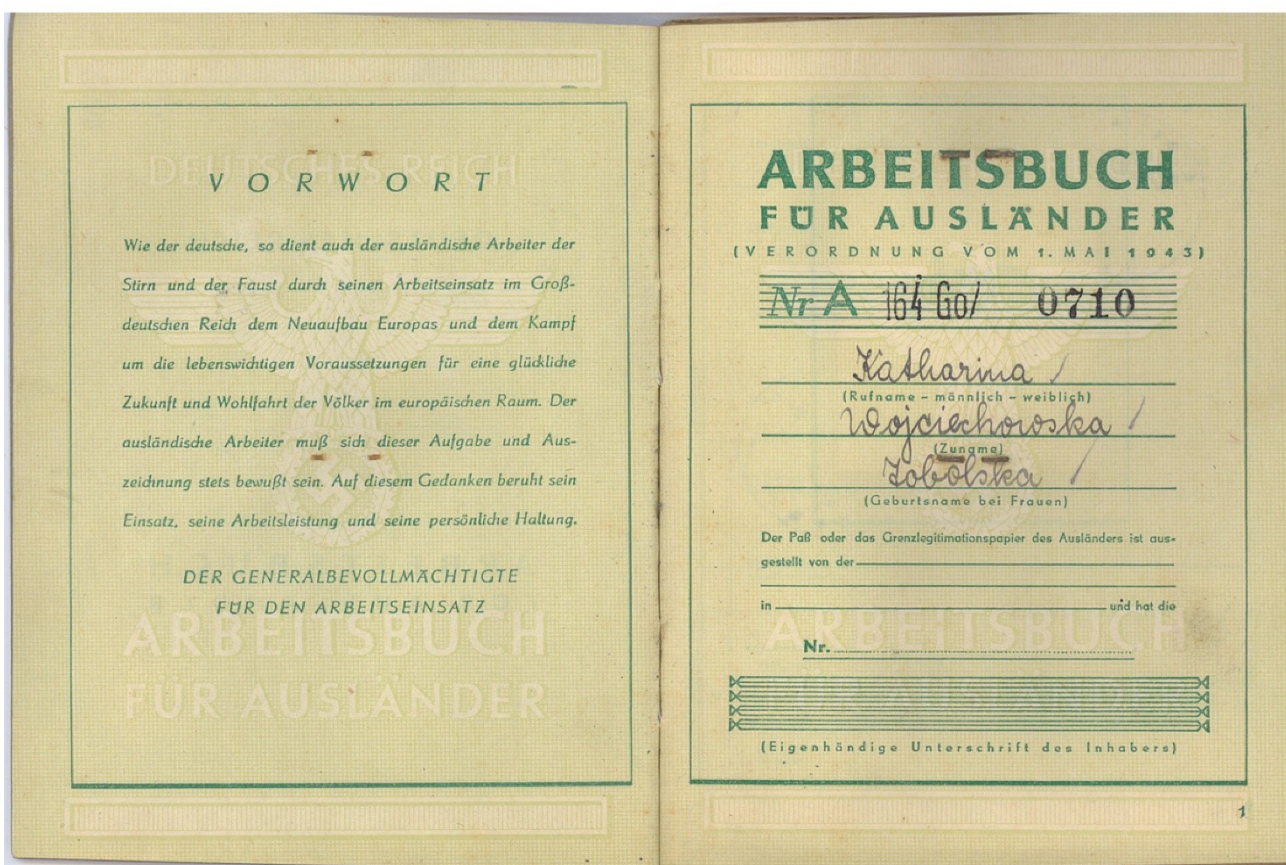 DEUTSCHES REICH
VORWORT
Wie der deutsche, so dient auch der ausländische Arbeiter der
Stirn und der Faust durch seinen Arbeitseinsatz im Groß-
deutschen Reich dem Neuaufbau Europas und dem Kampf
um die lebenswichtigen Voraussetzungen für eine glückliche
Zukunft und Wohlfahrt der Völker im europäischen Raum. Der
ausländische Arbeiter muß sich dieser Aufgabe und Aus-
zeichnung stets bewußt sein. Auf diesem Gedanken beruht sein
Einsatz, seine Arbeitsleistung und seine persönliche Haltung.
DER GENERALBEVOLLMÄCHTIGTE
FÜR DEN ARBEITSEINSATZ
ARBEITSBUCH
FÜR AUSLÄNDER
ARBEITSBUCH
FÜR AUSLÄNDER
(VERORDNUNG VOM 1. MAI 1943)
Nr A 164 Go/ 0710
Katharina
(Rufname – männlich – weiblich)
Wojciechowska
(Zuname)
(Geburtsname bei Frauen)
Der Paß oder das Grenzlegitimationspapier des Ausländers ist aus-
gestellt von der
in und hat die
ARBEITSBUCH
Nr.
FÜR AUSLÄNDER
(Eigenhändige Unterschrift des Inhabers)
1